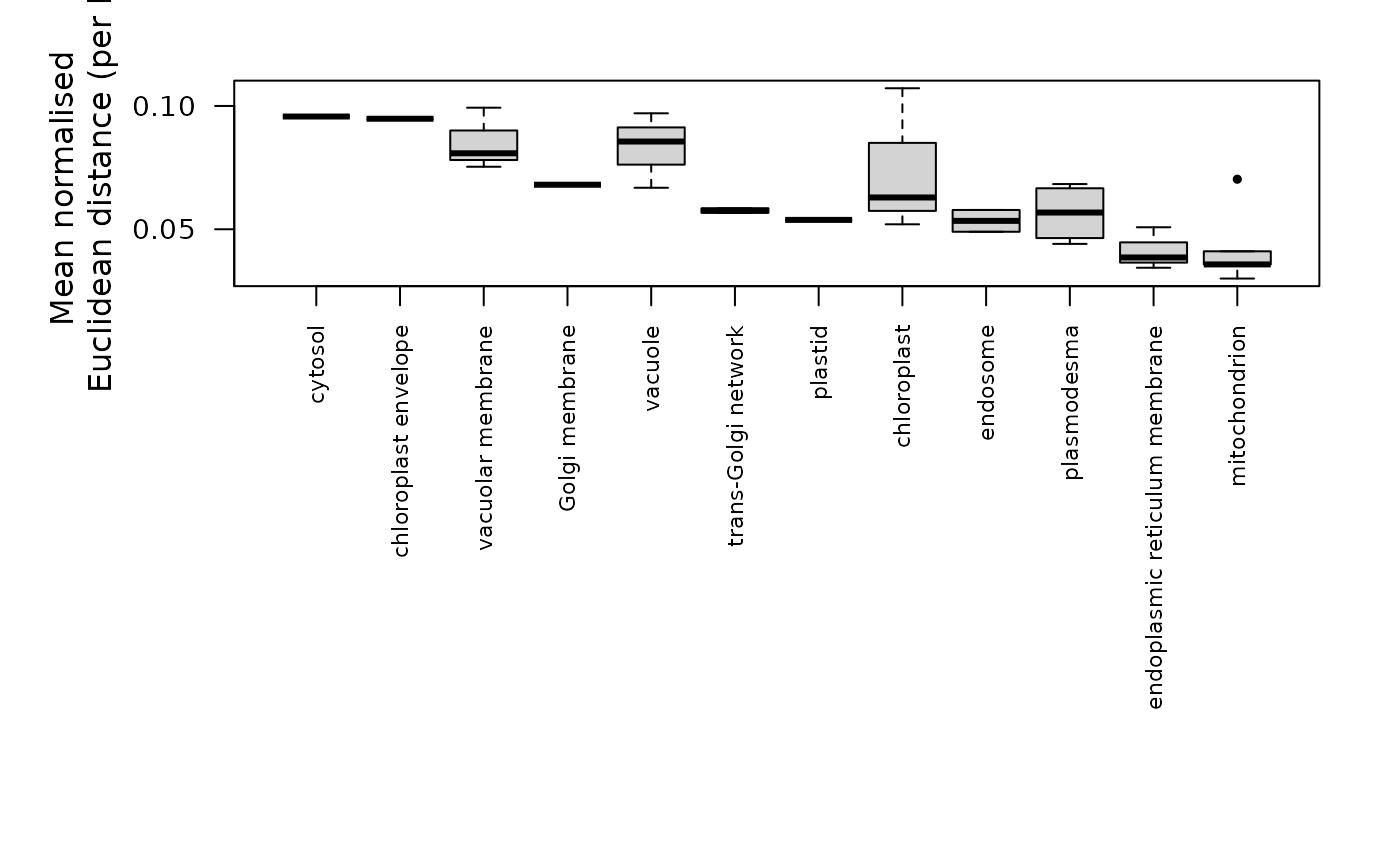 Mean normalised
Euclidean distance (per
0.10
0.05
cytosol
chloroplast envelope
vacuolar membrane
Golgi membrane
vacuole
trans-Golgi network
plastid
chloroplast
endosome
plasmodesma
endoplasmic reticulum membrane
mitochondrion